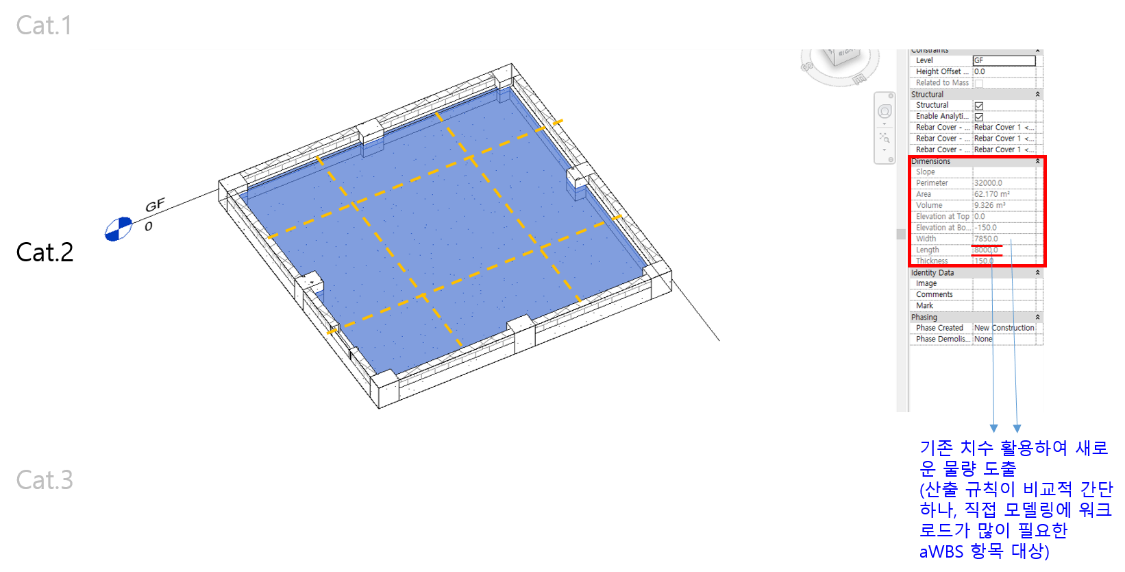 Cat.1
Constraints
Level GF
Height Offset ... 0.0
Related to Mass
Structural
Structural
Enable Analyti...
Rebar Cover - ... Rebar Cover 1 <...
Rebar Cover - ... Rebar Cover 1 <...
Rebar Cover - ... Rebar Cover 1 <...
Dimensions
Slope
Perimeter 32000.0
Area 62.170 m²
Volume 9.326 m³
Elevation at Top 0.0
Elevation at Bo... -150.0
Width 7850.0
Length 8000.0
Thickness 150.0
Identity Data
Image
Comments
Mark
Phasing
Phase Created New Construction
Phase Demolis... None
GF
0
Cat.2
기존 치수 활용하여 새로
운 물량 도출
(산출 규칙이 비교적 간단
하나, 직접 모델링에 워크
로드가 많이 필요한
aWBS 항목 대상)
Cat.3